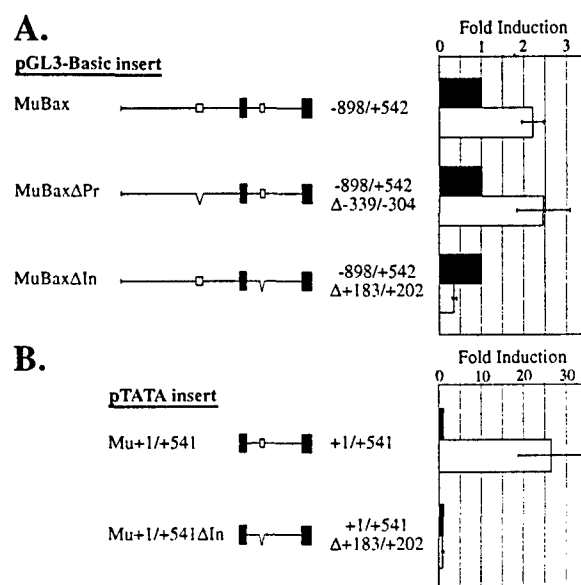 A.
Fold Induction
pGL3-Basic insert
0 1 2 3
MuBax
-898/+542
MuBaxΔPr
-898/+542
Δ-339/-304
MuBaxΔIn
-898/+542
Δ+183/+202
B.
Fold Induction
pTATA insert
0 10 20 30
Mu+1/+541
+1/+541
Mu+1/+541ΔIn
+1/+541
Δ+183/+202